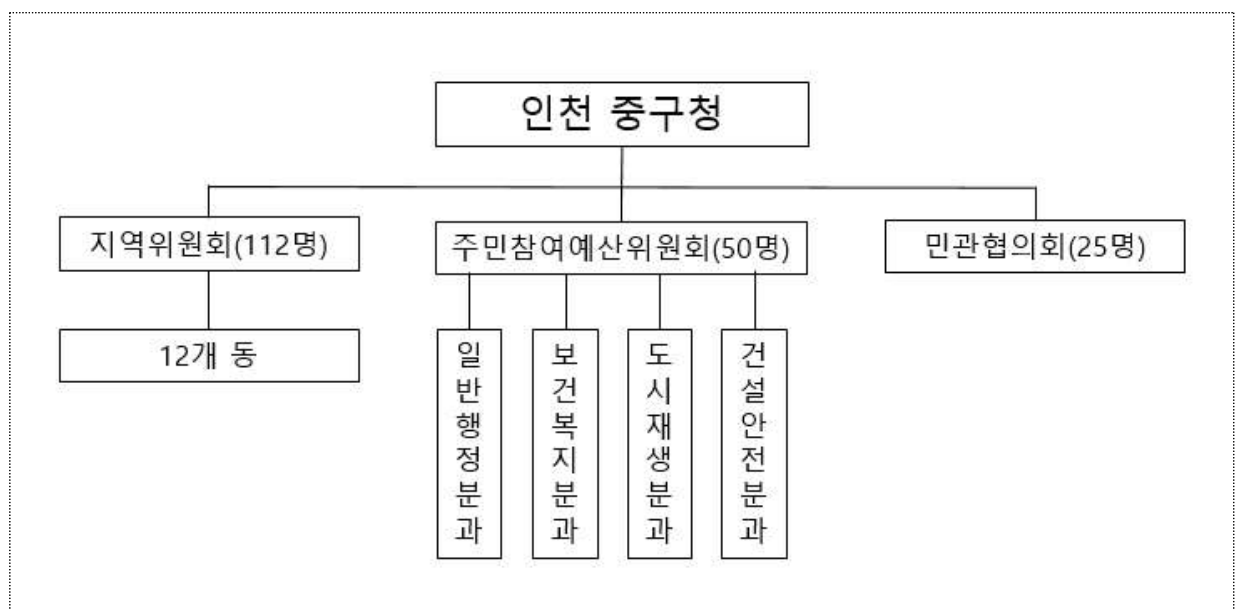 인천 중구청
지역위원회(112명)
주민참여예산위원회(50명)
민관협의회(25명)
12개 동
일반행정분과
보건복지분과
도시재생분과
건설안전분과